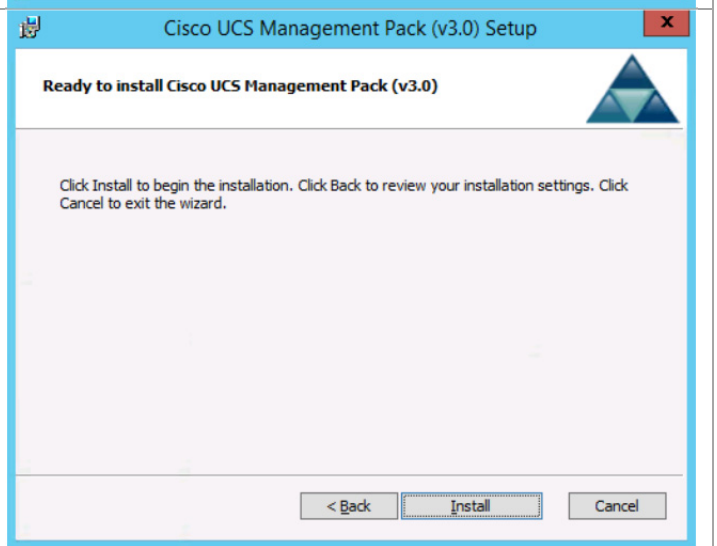 Cisco UCS Management Pack (v3.0) Setup
x
Ready to install Cisco UCS Management Pack (v3.0)
Click Install to begin the installation. Click Back to review your installation settings. Click
Cancel to exit the wizard.
< Back Install Cancel